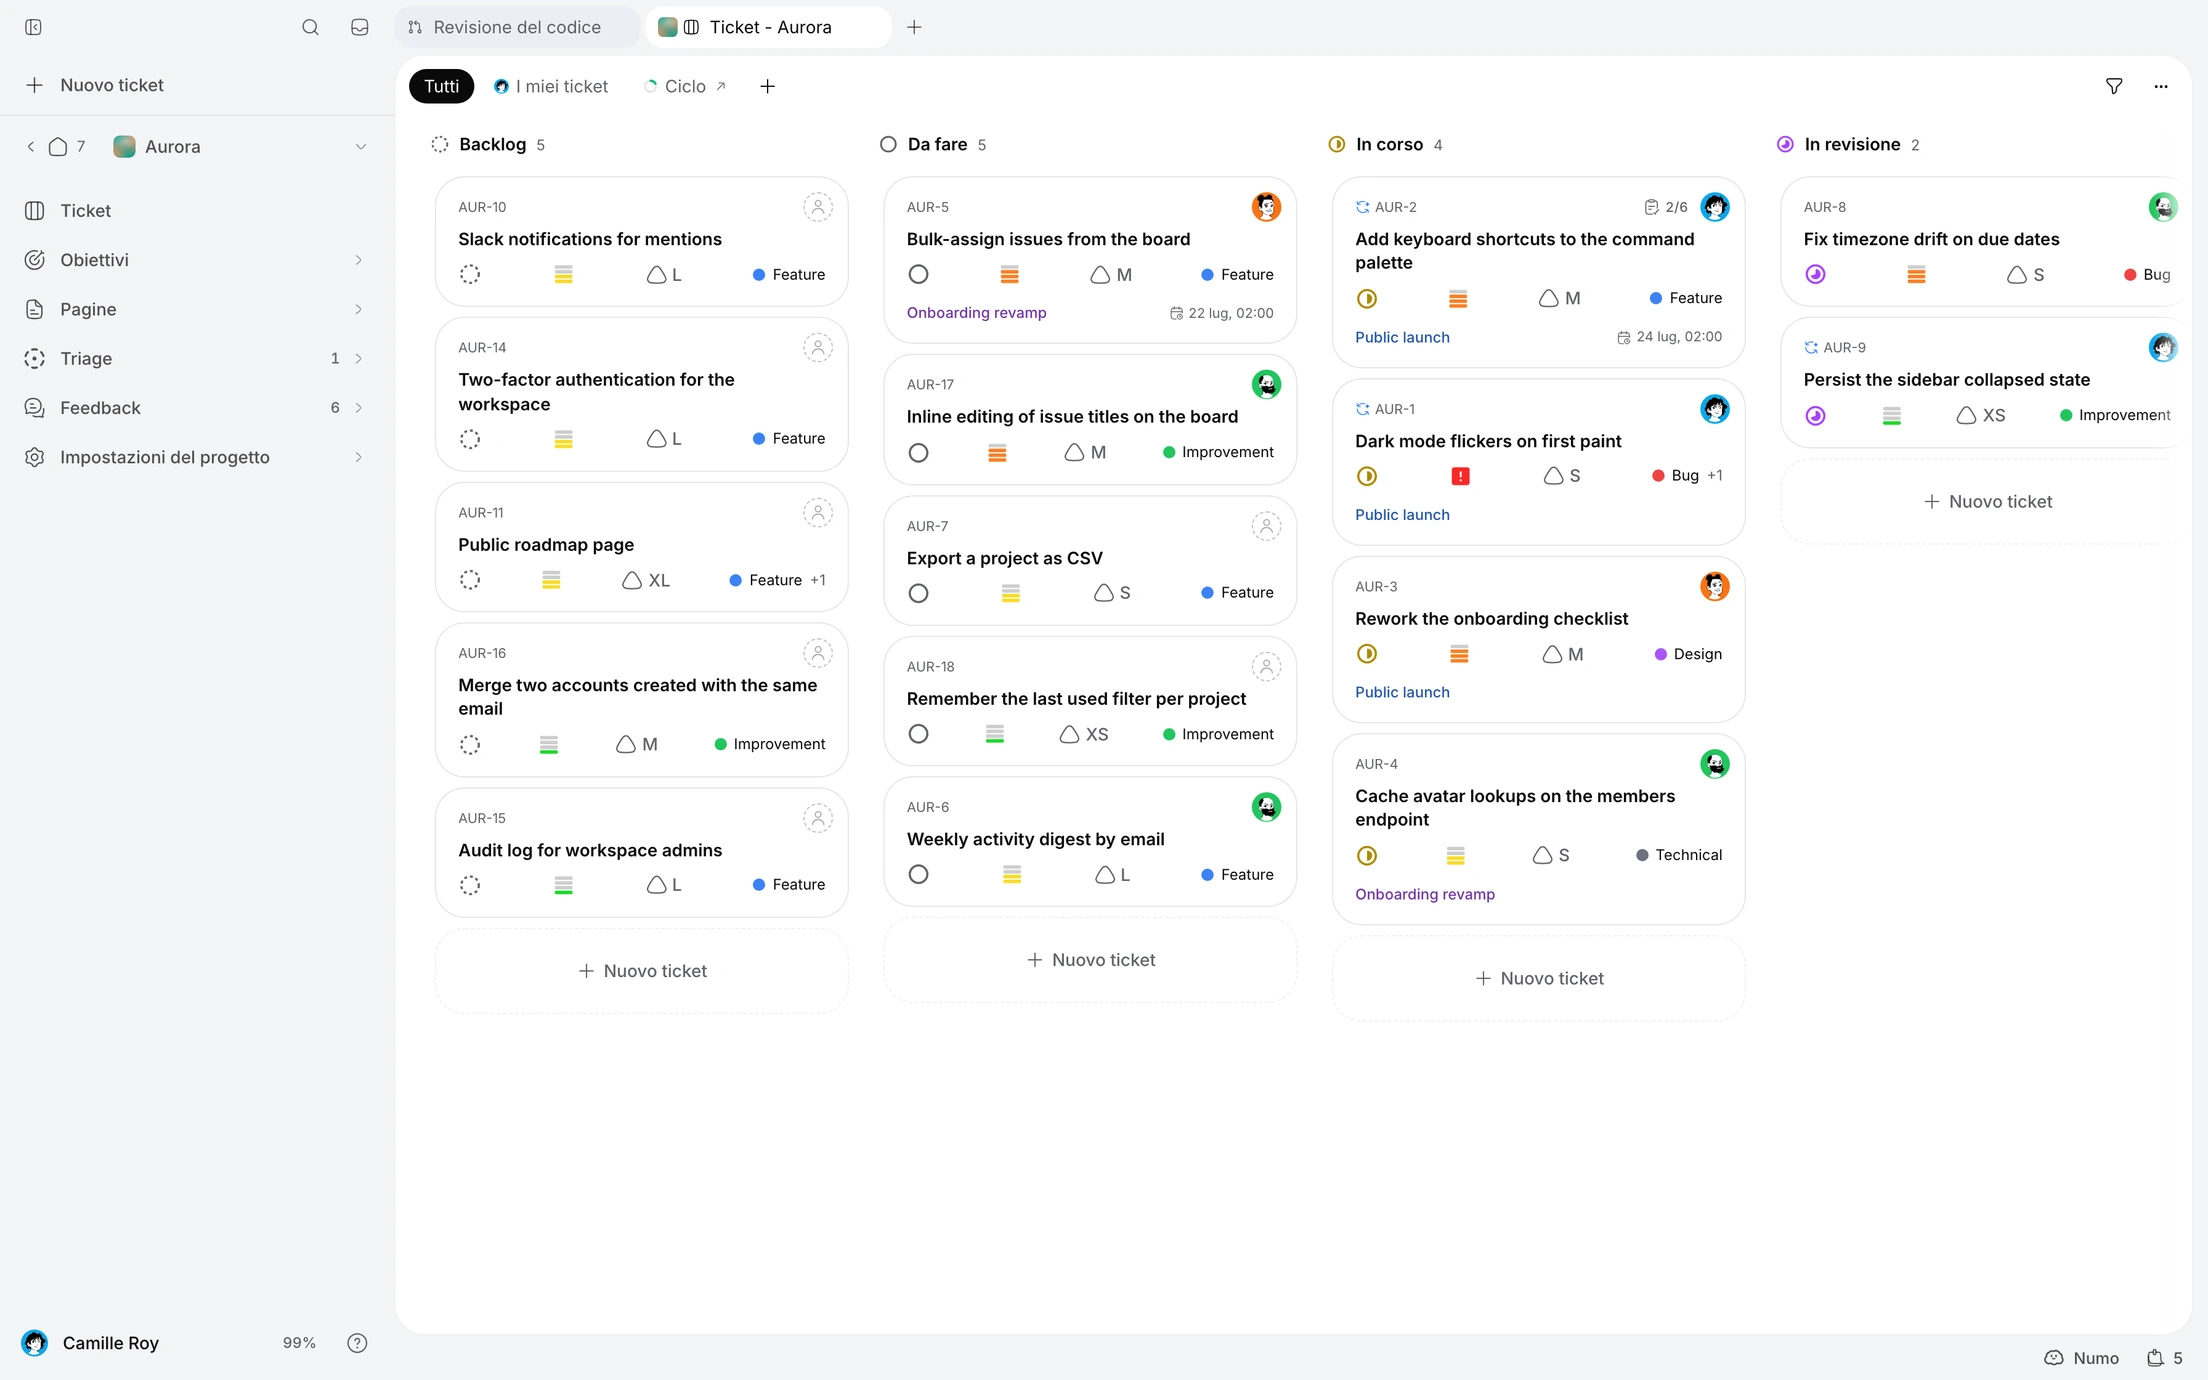 Revisione del codice
Ticket - Aurora
Nuovo ticket
7
Aurora
Ticket
Obiettivi
Pagine
Triage
1
Feedback
6
Impostazioni del progetto
Camille Roy
99%
Tutti
I miei ticket
Ciclo
Backlog 5
AUR-10
Slack notifications for mentions
L
Feature
AUR-14
Two-factor authentication for the
workspace
L
Feature
AUR-11
Public roadmap page
XL
Feature +1
AUR-16
Merge two accounts created with the same
email
M
Improvement
AUR-15
Audit log for workspace admins
L
Feature
Nuovo ticket
Da fare 5
AUR-5
Bulk-assign issues from the board
M
Feature
Onboarding revamp
22 lug, 02:00
AUR-17
Inline editing of issue titles on the board
M
Improvement
AUR-7
Export a project as CSV
S
Feature
AUR-18
Remember the last used filter per project
XS
Improvement
AUR-6
Weekly activity digest by email
L
Feature
Nuovo ticket
In corso 4
AUR-2
2/6
Add keyboard shortcuts to the command
palette
M
Feature
Public launch
24 lug, 02:00
AUR-1
Dark mode flickers on first paint
S
Bug +1
Public launch
AUR-3
Rework the onboarding checklist
M
Design
Public launch
AUR-4
Cache avatar lookups on the members
endpoint
S
Technical
Onboarding revamp
Nuovo ticket
In revisione 2
AUR-8
Fix timezone drift on due dates
S
Bug
AUR-9
Persist the sidebar collapsed state
XS
Improvement
Nuovo ticket
Numo
5